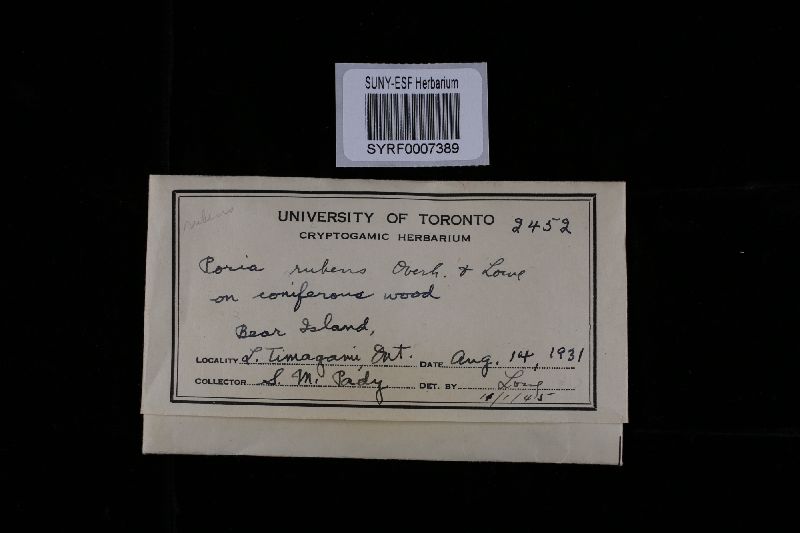 SUNY-ESF Herbarium
SYRF0007389
rubens
UNIVERSITY OF TORONTO 2452
CRYPTOGAMIC HERBARIUM
Poria rubens Overh. & Lowe
on coniferous wood
Bear Island,
LOCALITY L. Timagami, Ont. DATE Aug. 14, 1931
COLLECTOR S. M. Pady DET. BY Lowe